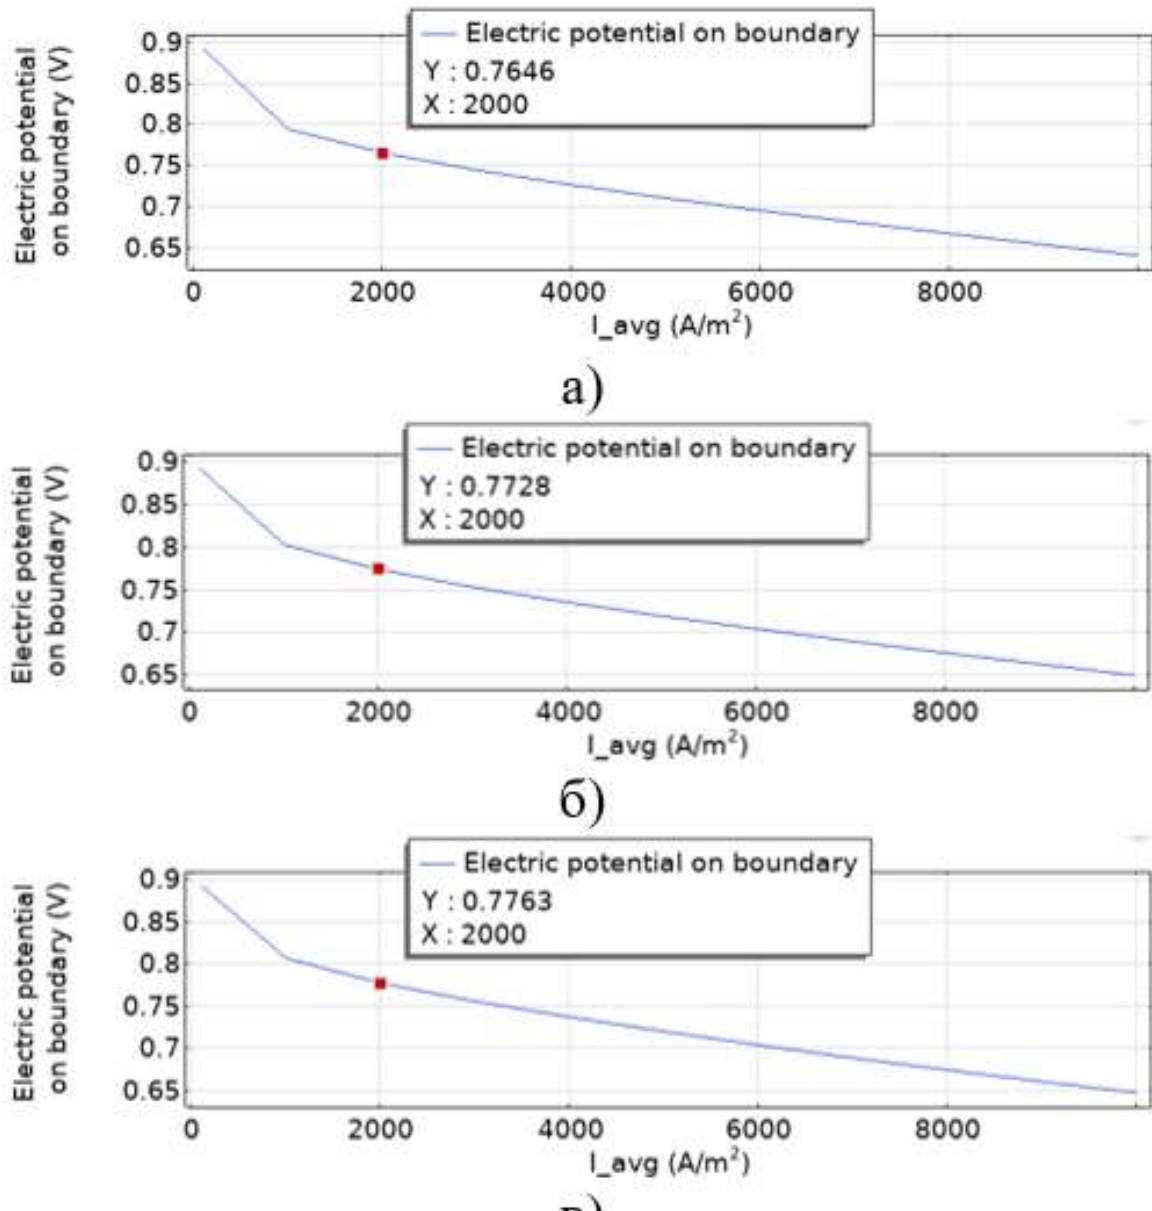 Electric potential on boundary
Y : 0.7646
X : 2000
Electric potential
on boundary (V)
0.9
0.85
0.8
0.75
0.7
0.65
0 2000 4000 6000 8000
I_avg (A/m²)
а)
Electric potential on boundary
Y : 0.7728
X : 2000
Electric potential
on boundary (V)
0.9
0.85
0.8
0.75
0.7
0.65
0 2000 4000 6000 8000
I_avg (A/m²)
б)
Electric potential on boundary
Y : 0.7763
X : 2000
Electric potential
on boundary (V)
0.9
0.85
0.8
0.75
0.7
0.65
0 2000 4000 6000 8000
I_avg (A/m²)